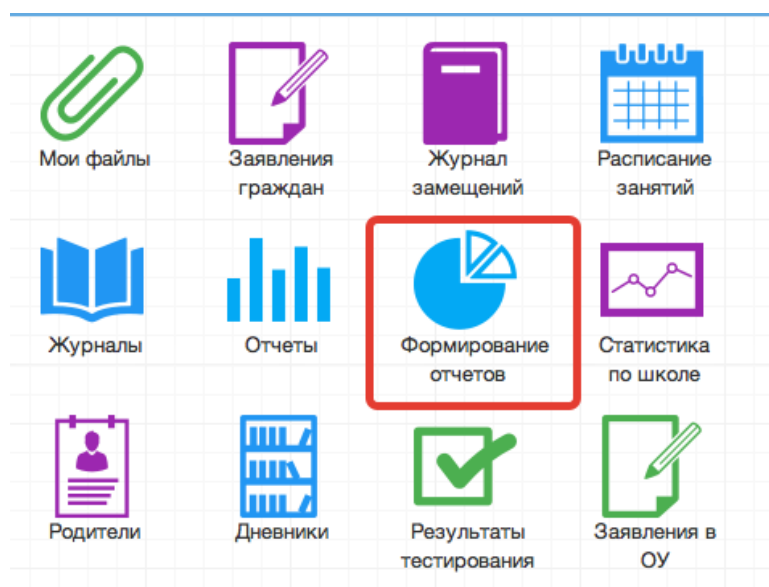 Мои файлы
Заявления
граждан
Журнал
замещений
Расписание
занятий
Журналы
Отчеты
Формирование
отчетов
Статистика
по школе
Родители
Дневники
Результаты
тестирования
Заявления в
ОУ